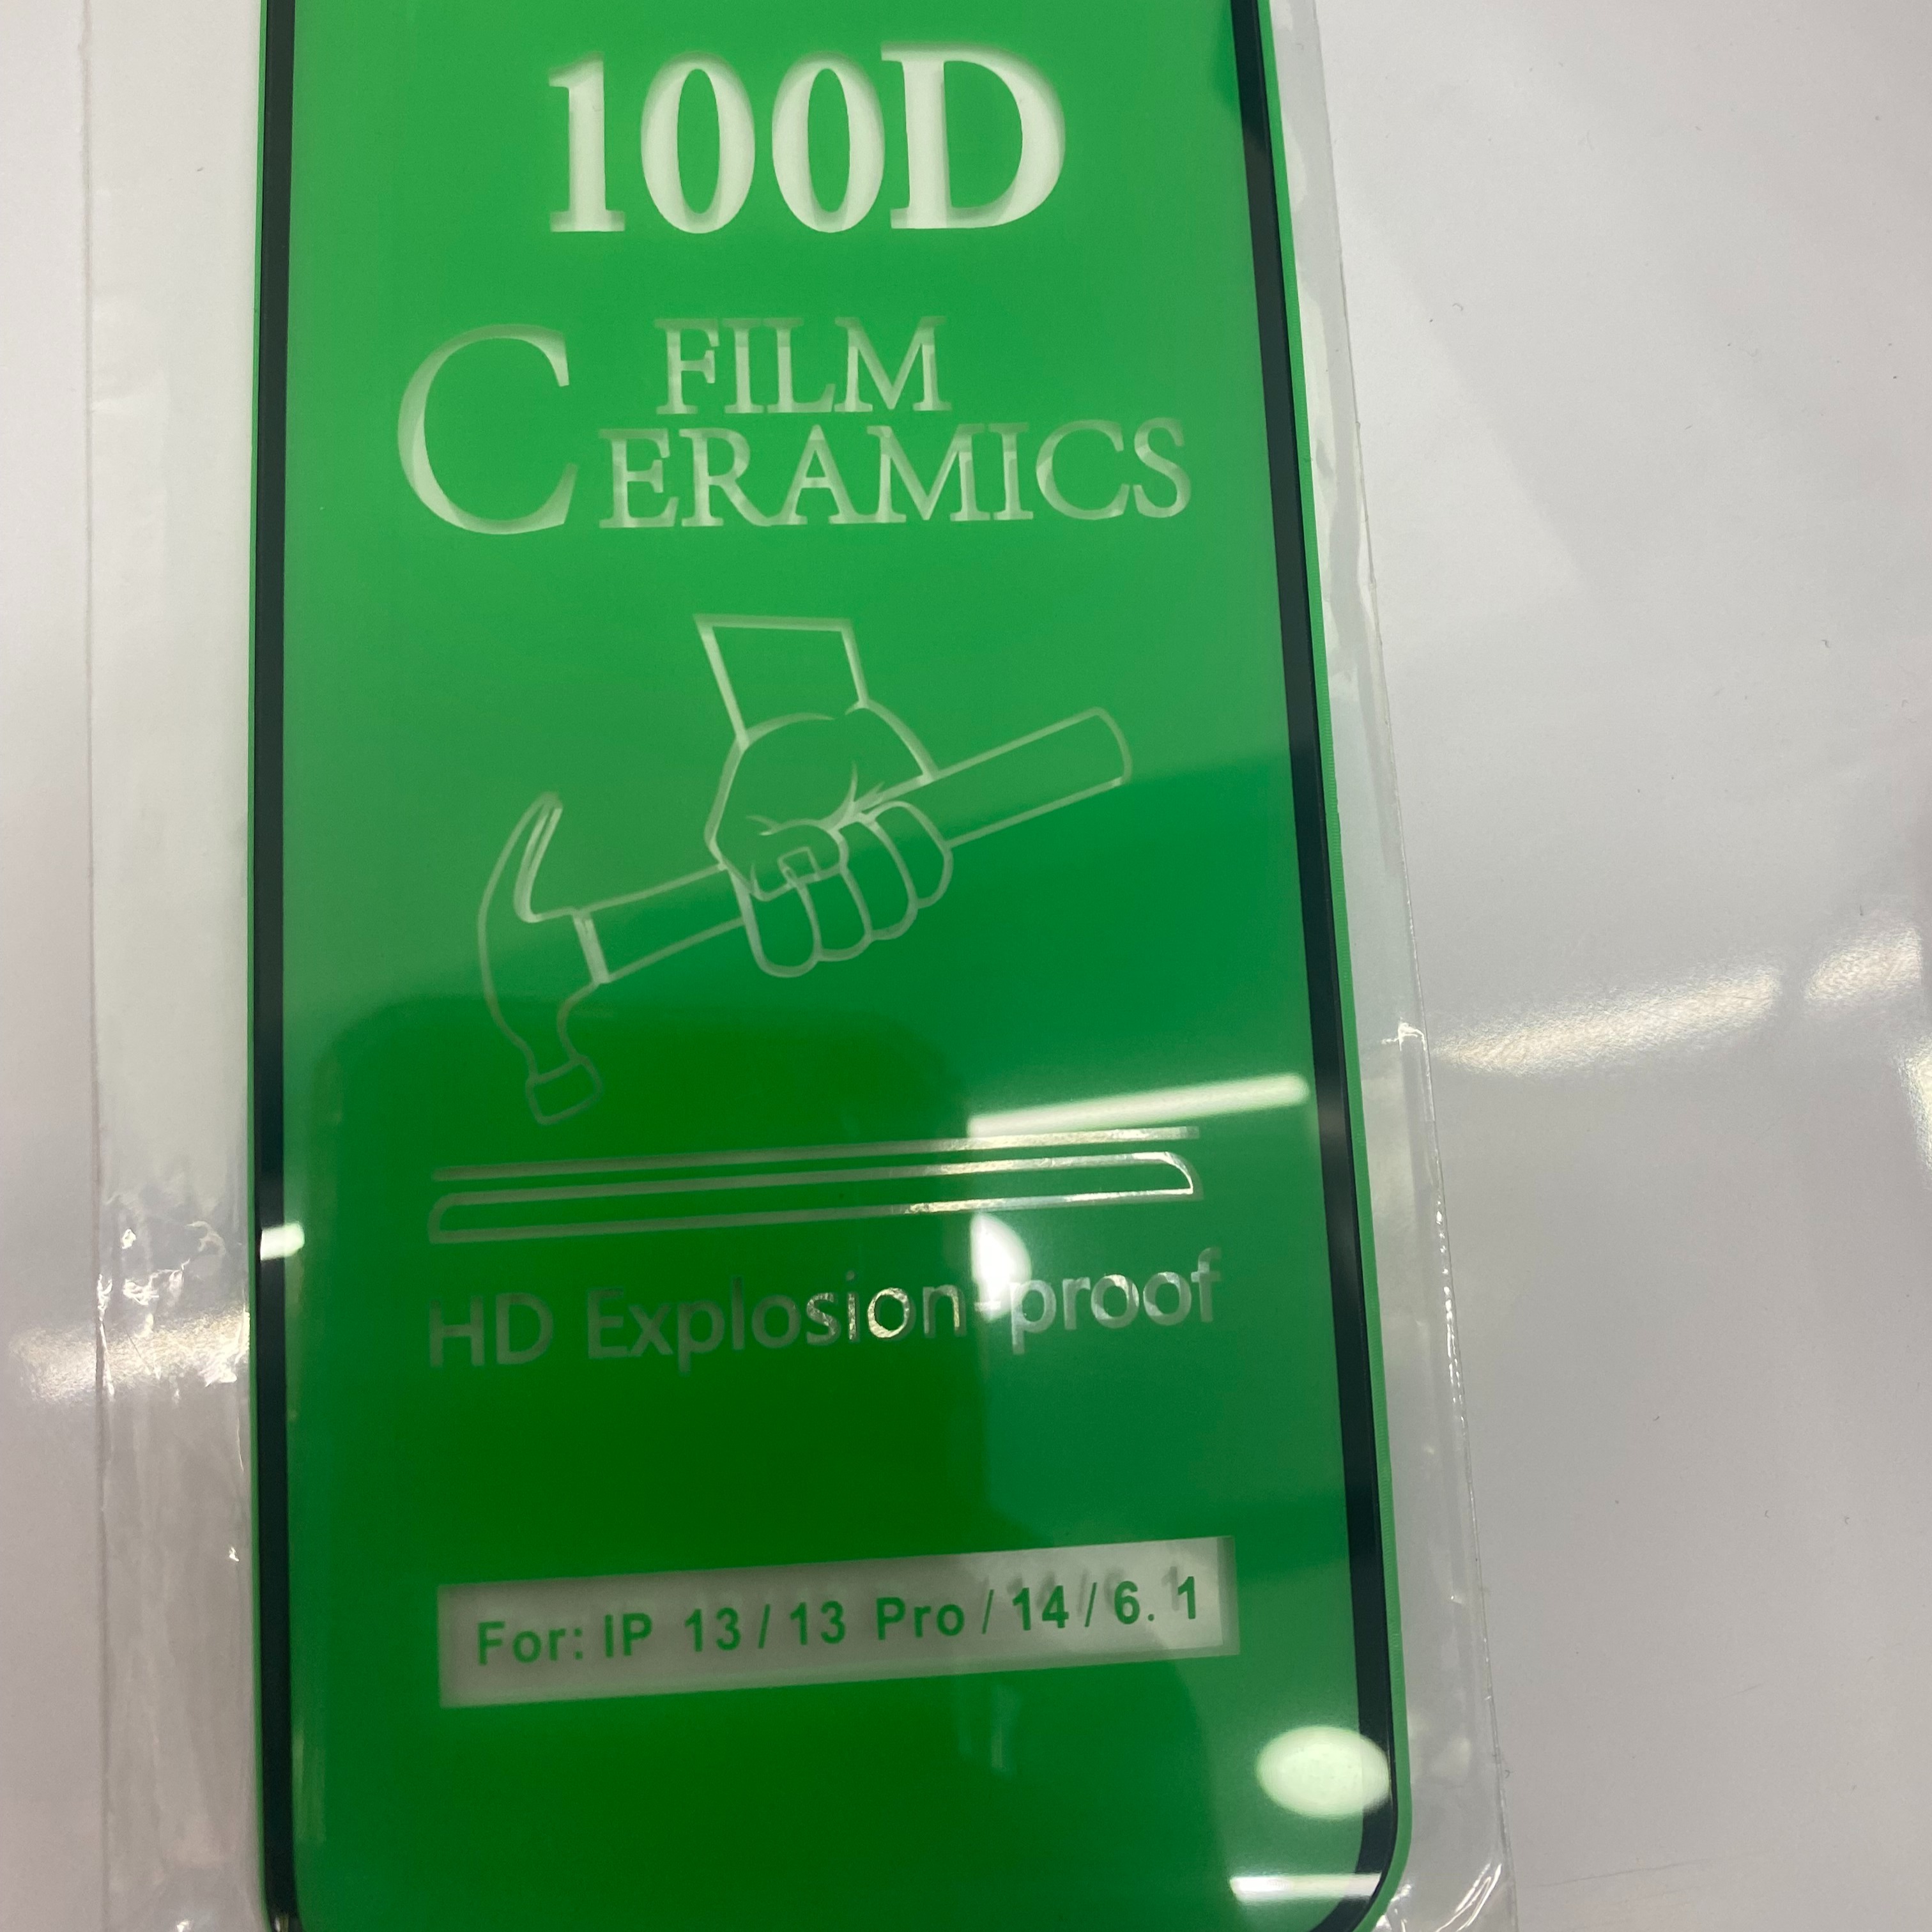 100D
FILM
CERAMICS
HD Explosion-proof
For: IP 13/13 Pro/14/6.1